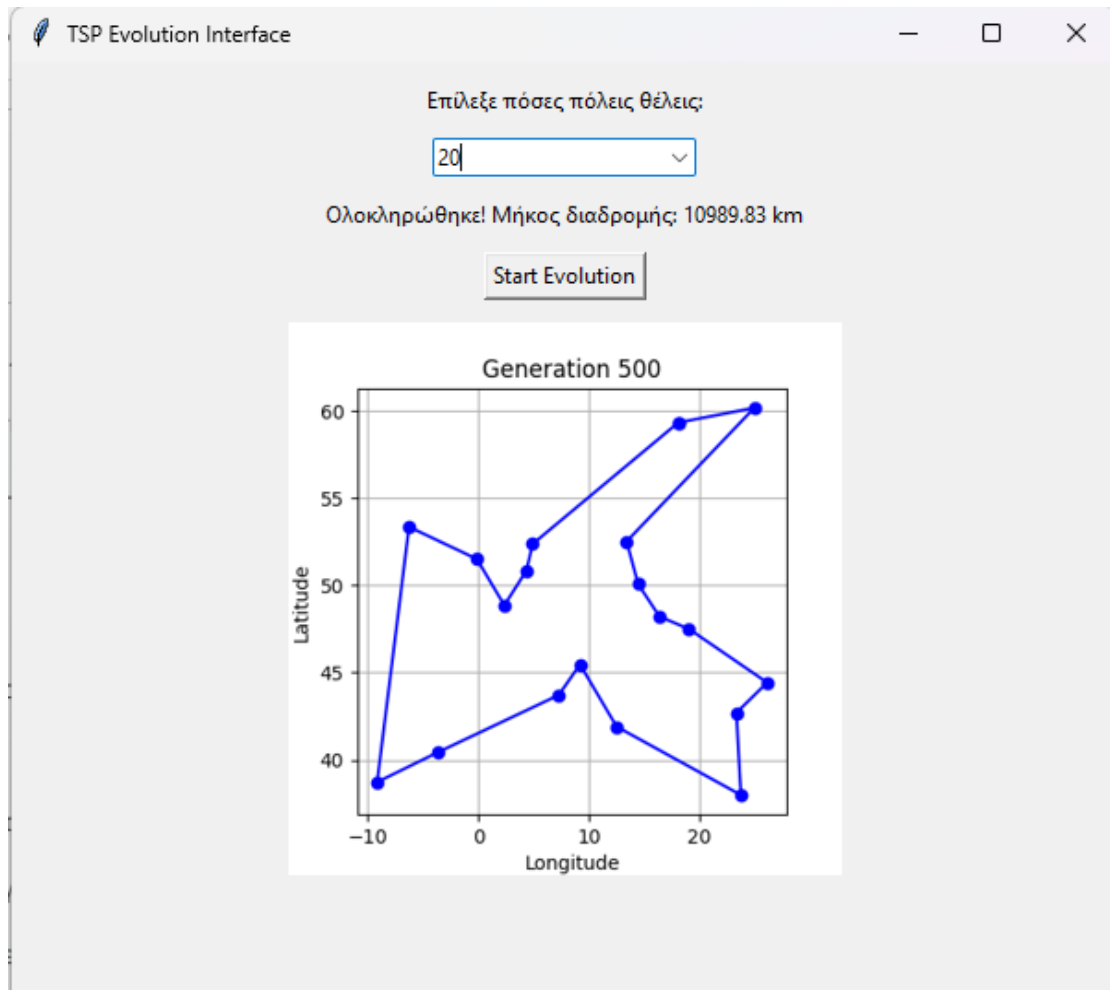 TSP Evolution Interface
Επίλεξε πόσες πόλεις θέλεις:
20
Ολοκληρώθηκε! Μήκος διαδρομής: 10989.83 km
Start Evolution
Generation 500
60
55
50
45
40
Latitude
−10 0 10 20
Longitude